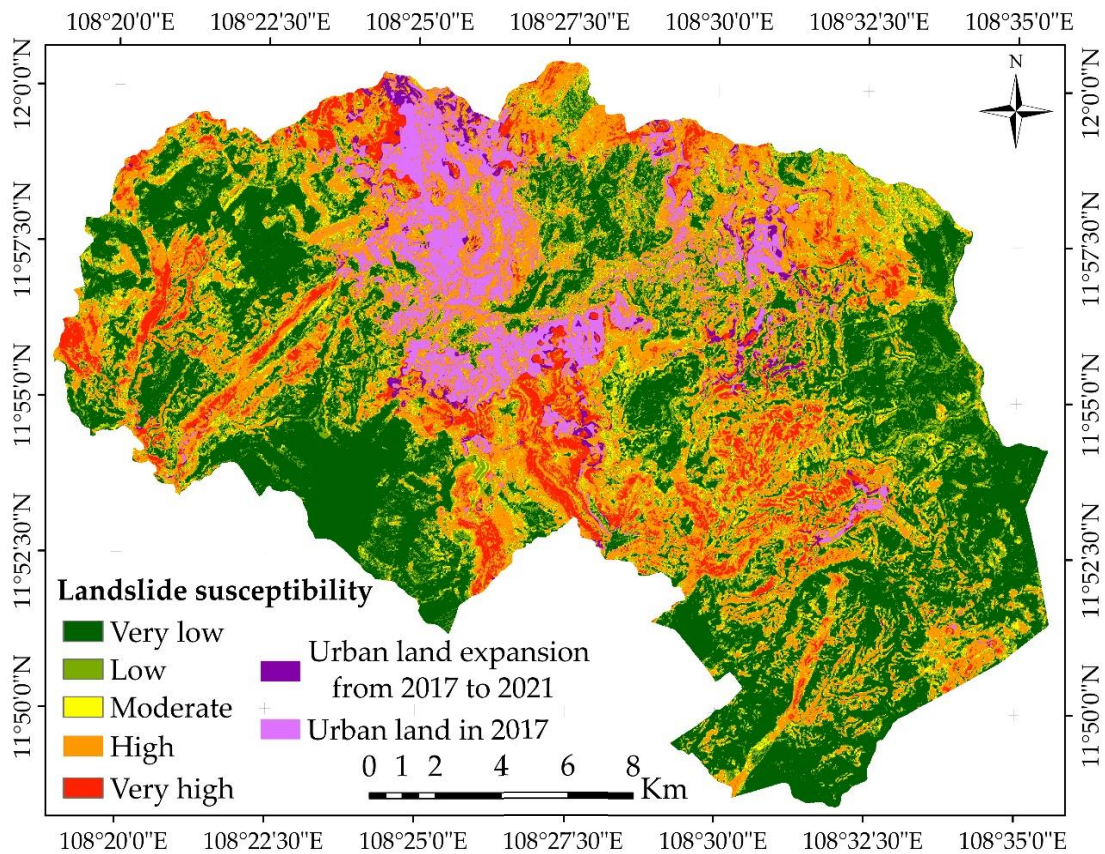 108°20'0"E 108°22'30"E 108°25'0"E 108°27'30"E 108°30'0"E 108°32'30"E 108°35'0"E
N
12°0'0"N 12°0'0"N
11°57'30"N 11°57'30"N
11°55'0"N 11°55'0"N
11°52'30"N 11°52'30"N
11°50'0"N 11°50'0"N
Landslide susceptibility
Very low
Low
Moderate
High
Very high
Urban land expansion
from 2017 to 2021
Urban land in 2017
0 1 2 4 6 8
Km
108°20'0"E 108°22'30"E 108°25'0"E 108°27'30"E 108°30'0"E 108°32'30"E 108°35'0"E